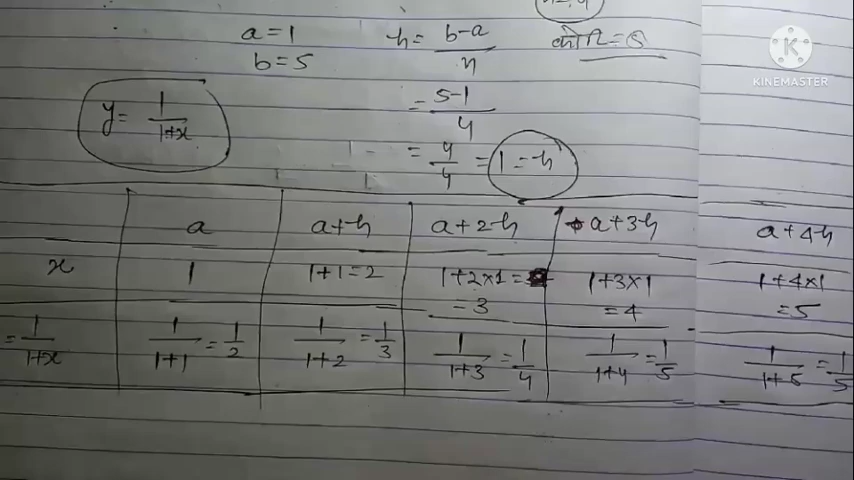 a=1 h= b-a/n कोटि=6
b=5
y= 1/1+x = 5-1/4
= 4/4 = 1=h
KINEMASTER
a a+h a+2h a+3h a+4h
x 1 1+1=2 1+2×1= =3 1+3×1 =4 1+4×1 =5
= 1/1+x 1/1+1 = 1/2 1/1+2 = 1/3 1/1+3 = 1/4 1/1+4 = 1/5 1/1+5 = 1/5